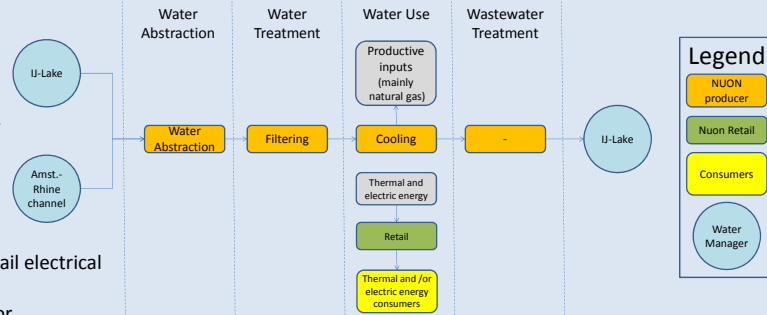 Water
Abstraction
Water
Treatment
Water Use
Wastewater
Treatment
IJ-Lake
Amst.-
Rhine
channel
Water
Abstraction
Filtering
Productive
inputs
(mainly
natural gas)
Cooling
-
IJ-Lake
Thermal and
electric energy
Retail
Thermal and /or
electric energy
consumers
Legend
NUON
producer
Nuon Retail
Consumers
Water
Manager
ail electrical